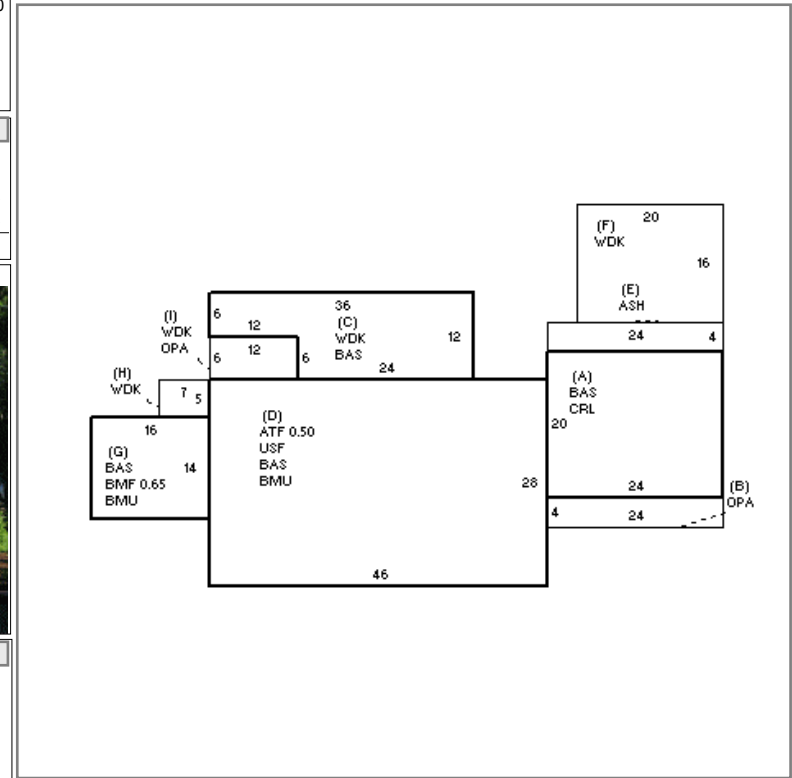 20
(F)
WDK
16
(E)
ASH
24
4
36
6
12
(C)
WDK
BAS
12
(I)
WDK
OPA
6
12
6
24
(H)
WDK
7
5
(A)
BAS
CRL
20
24
(D)
ATF 0.50
USF
BAS
BMU
28
16
(G)
BAS
BMF 0.65
BMU
14
(B)
OPA
4
24
46